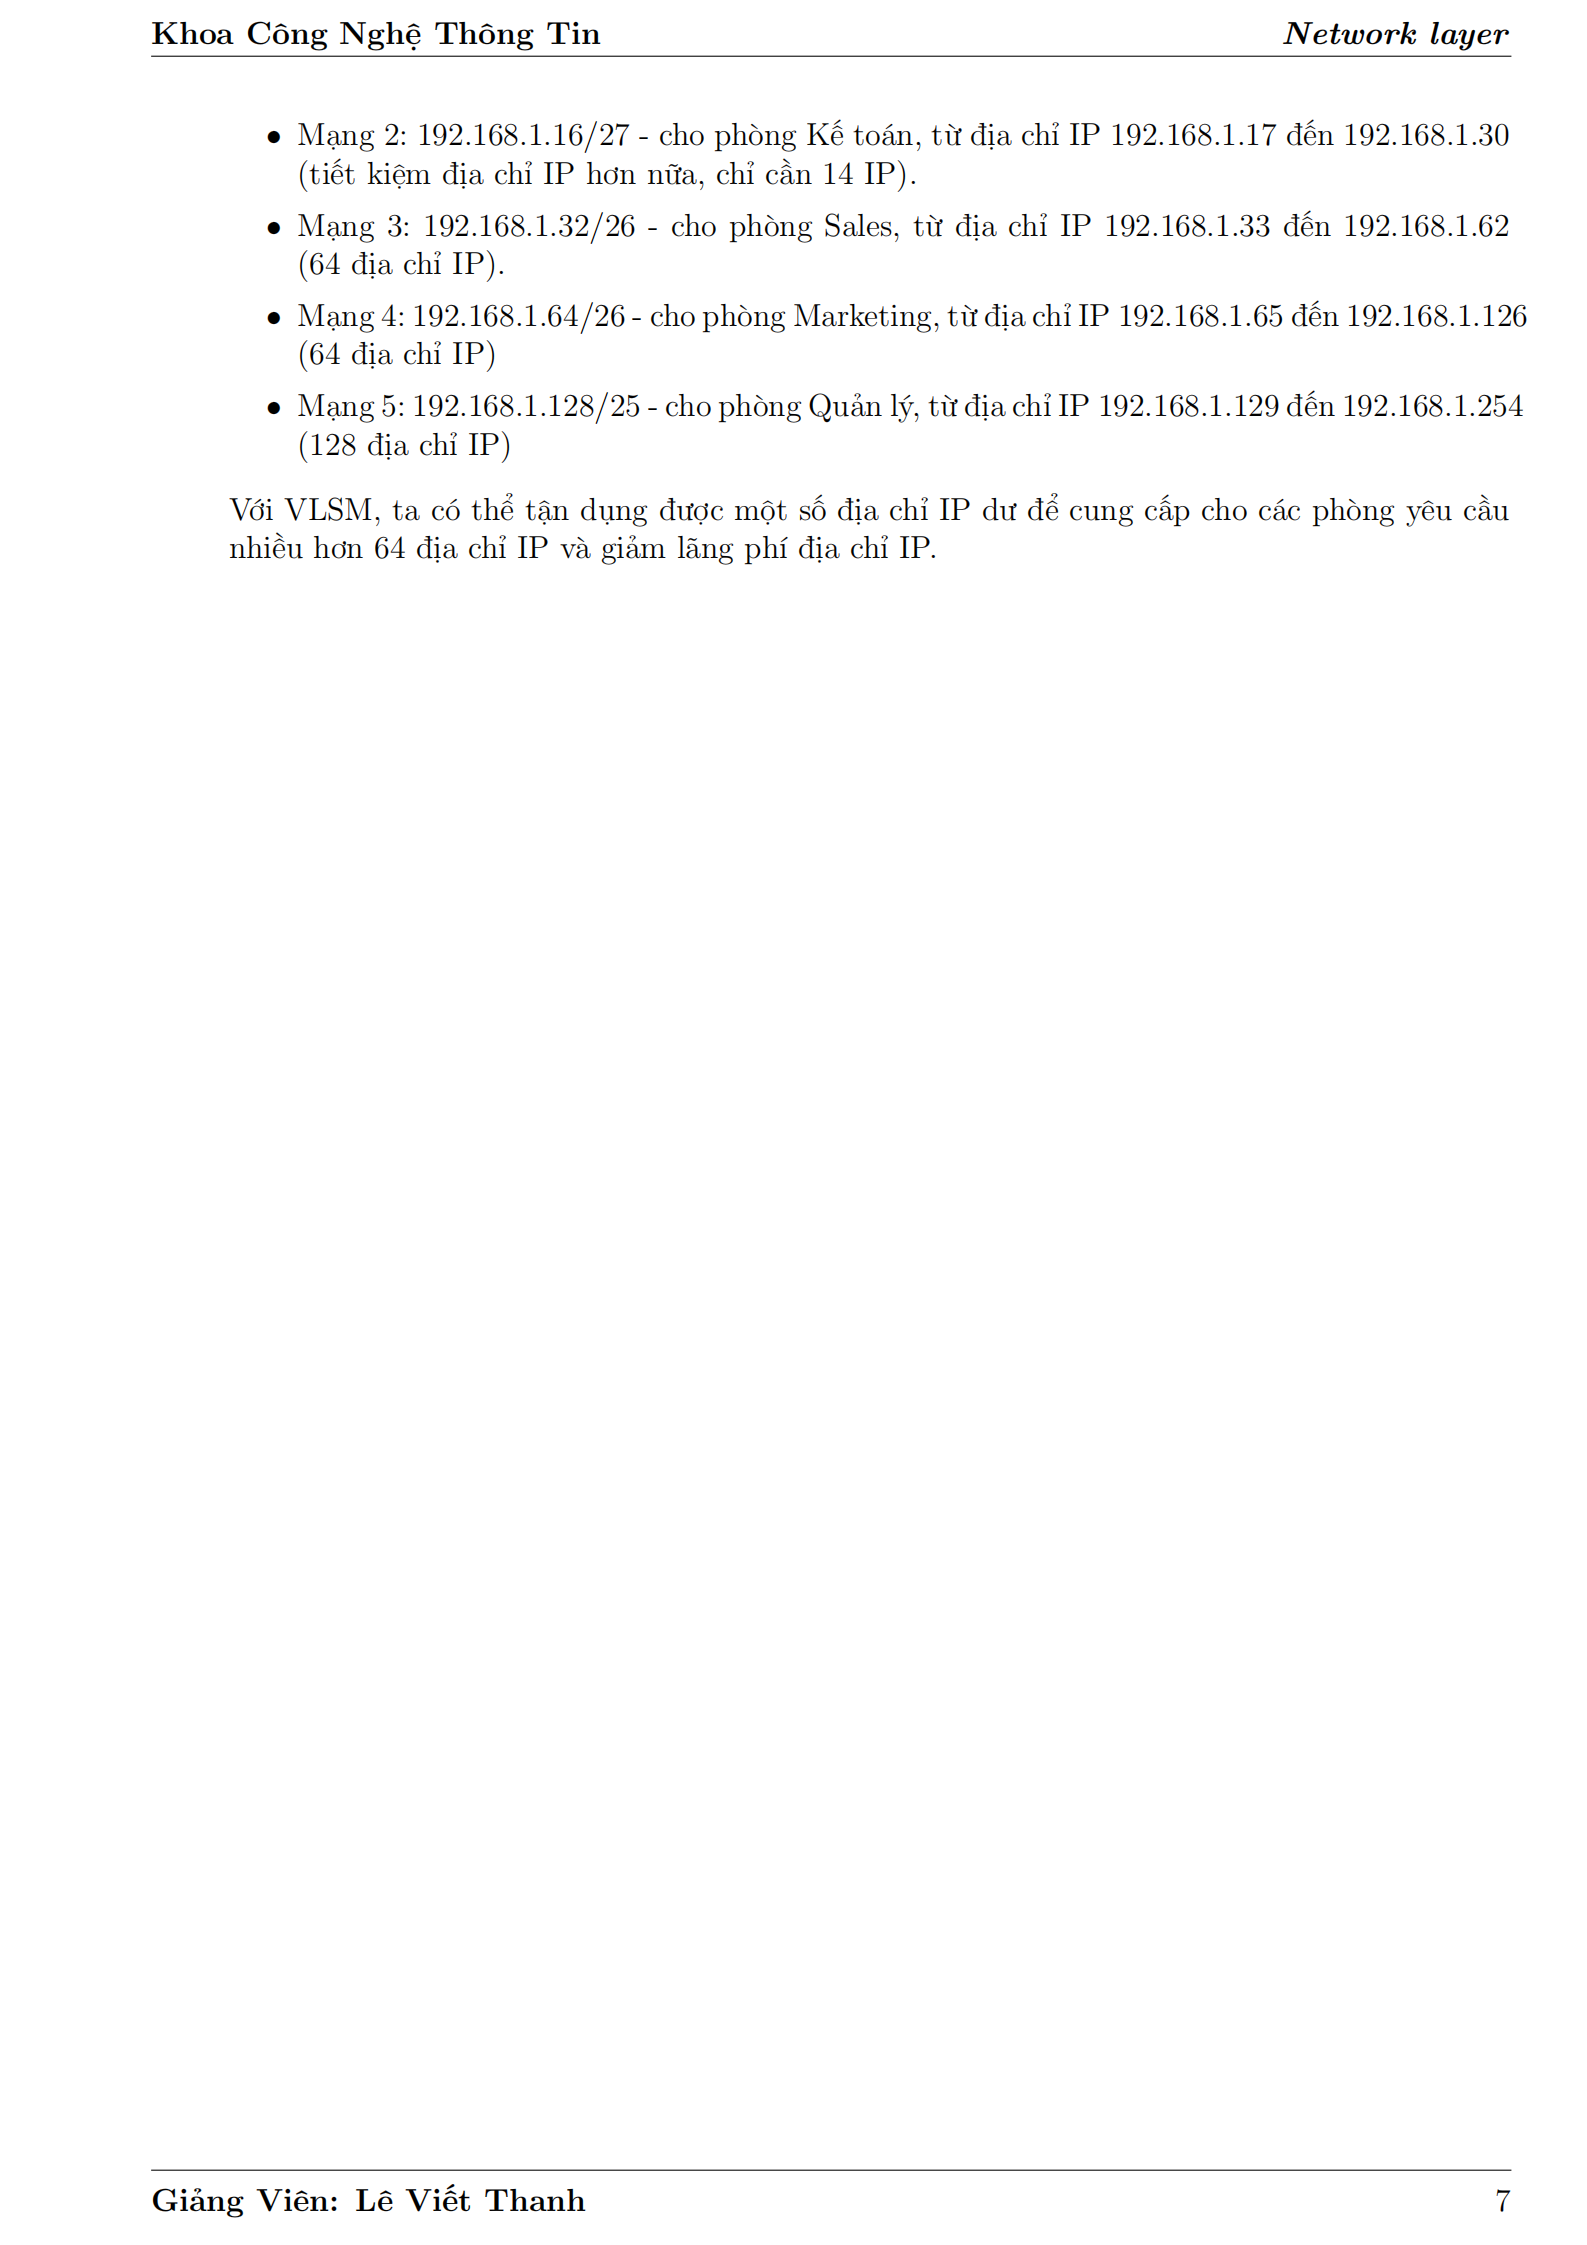 Khoa Công Nghệ Thông Tin Network layer
• Mạng 2: 192.168.1.16/27 - cho phòng Kế toán, từ địa chỉ IP 192.168.1.17 đến 192.168.1.30
(tiết kiệm địa chỉ IP hơn nữa, chỉ cần 14 IP).
• Mạng 3: 192.168.1.32/26 - cho phòng Sales, từ địa chỉ IP 192.168.1.33 đến 192.168.1.62
(64 địa chỉ IP).
• Mạng 4: 192.168.1.64/26 - cho phòng Marketing, từ địa chỉ IP 192.168.1.65 đến 192.168.1.126
(64 địa chỉ IP)
• Mạng 5: 192.168.1.128/25 - cho phòng Quản lý, từ địa chỉ IP 192.168.1.129 đến 192.168.1.254
(128 địa chỉ IP)
Với VLSM, ta có thể tận dụng được một số địa chỉ IP dư để cung cấp cho các phòng yêu cầu
nhiều hơn 64 địa chỉ IP và giảm lãng phí địa chỉ IP.
Giảng Viên: Lê Viết Thanh 7